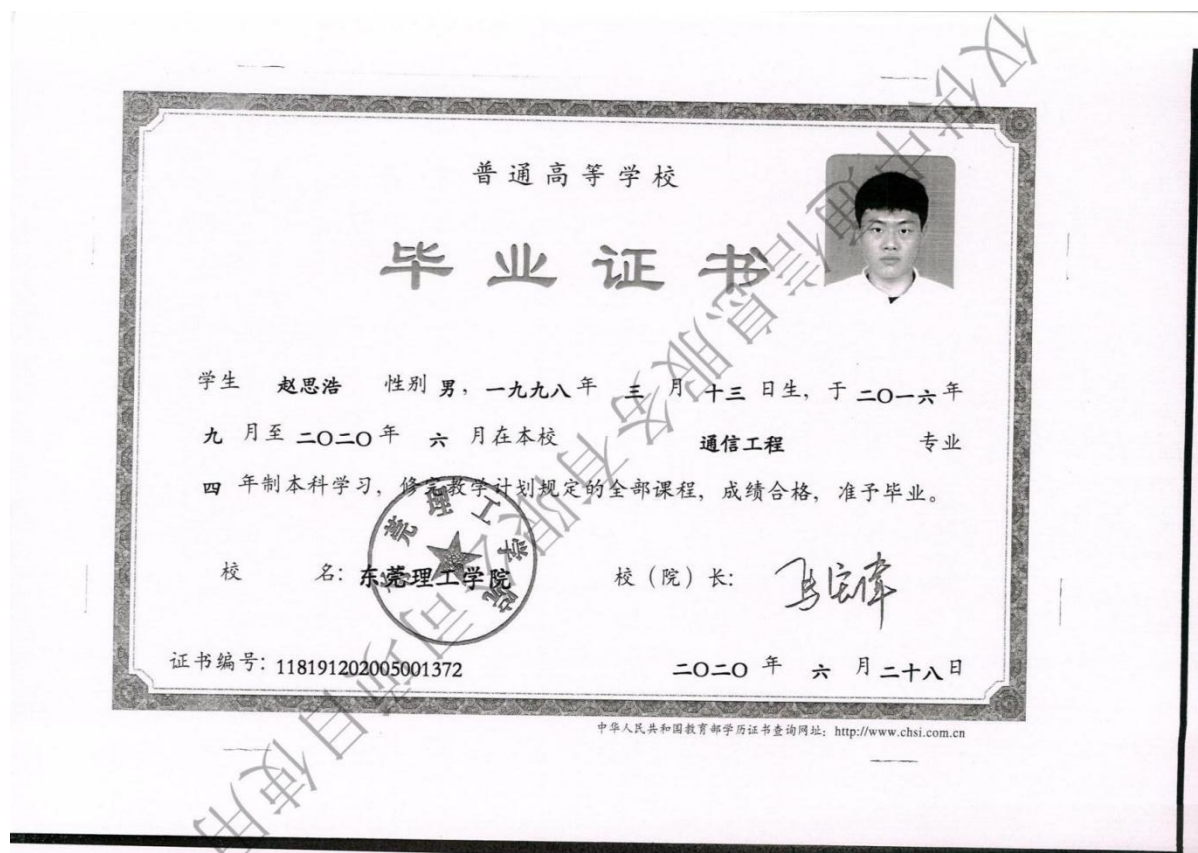 普通高等学校
毕业证书
学生 赵思浩 性别 男，一九九八年 三 月 十三 日生，于 二〇一六年
九 月至 二〇二〇 年 六 月在本校 通信工程 专业
四 年制本科学习，修完教学计划规定的全部课程，成绩合格，准予毕业。
校 名：东莞理工学院 校（院）长：
东莞理工学院
证书编号：118191202005001372 二〇二〇 年 六 月 二十八日
中华人民共和国教育部学历证书查询网址：http://www.chsi.com.cn